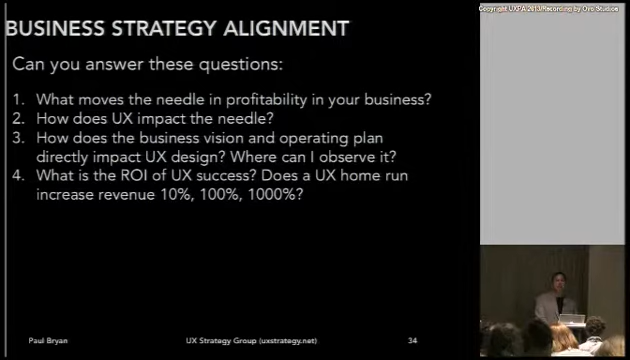 Copyright UXPA 2013/Recording by Oyo Studios
BUSINESS STRATEGY ALIGNMENT
Can you answer these questions:
1. What moves the needle in profitability in your business?
2. How does UX impact the needle?
3. How does the business vision and operating plan
directly impact UX design? Where can I observe it?
4. What is the ROI of UX success? Does a UX home run
increase revenue 10%, 100%, 1000%?
Paul Bryan
UX Strategy Group (uxstrategy.net)
34